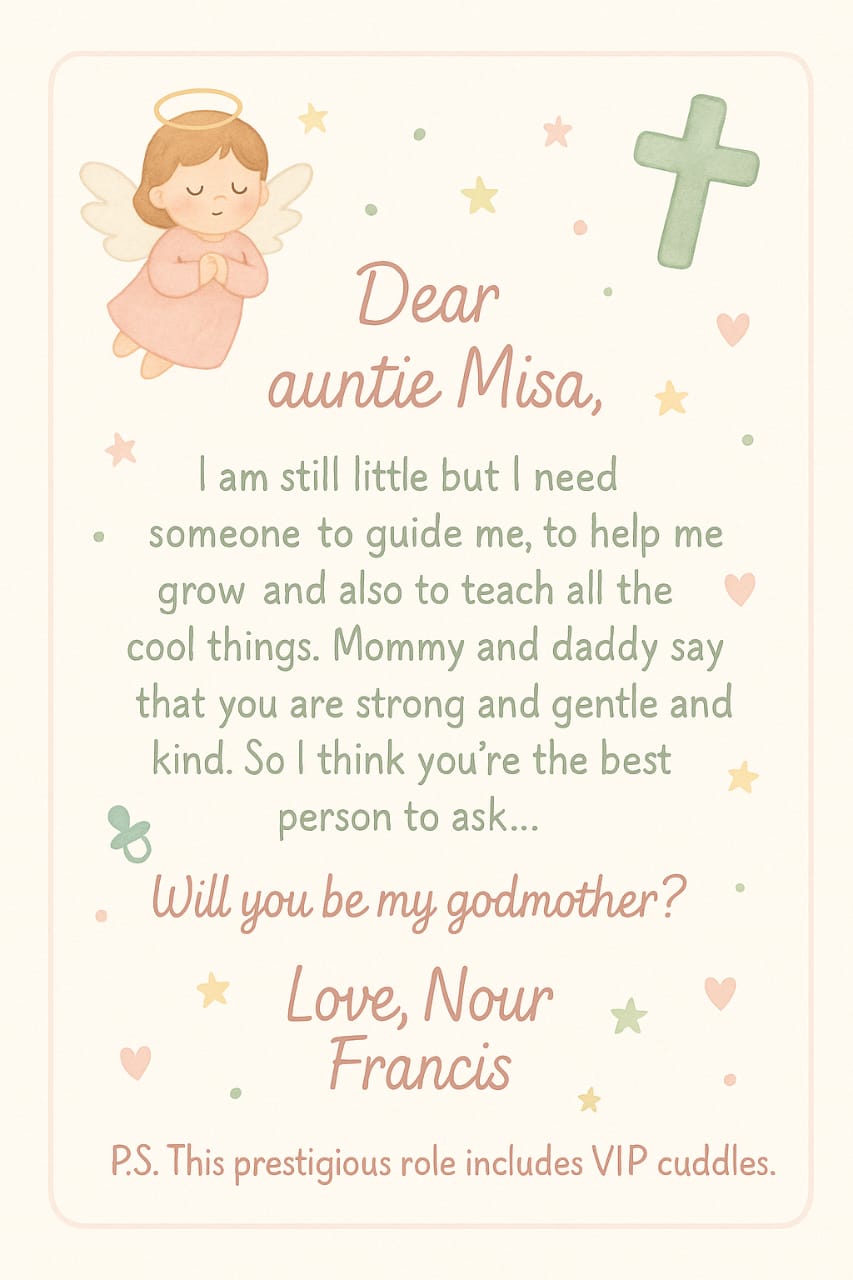 Dear
auntie Misa,
I am still little but I need
someone to guide me, to help me
grow and also to teach all the
cool things. Mommy and daddy say
that you are strong and gentle and
kind. So I think you’re the best
person to ask...
Will you be my godmother?
Love, Nour
Francis
P.S. This prestigious role includes VIP cuddles.